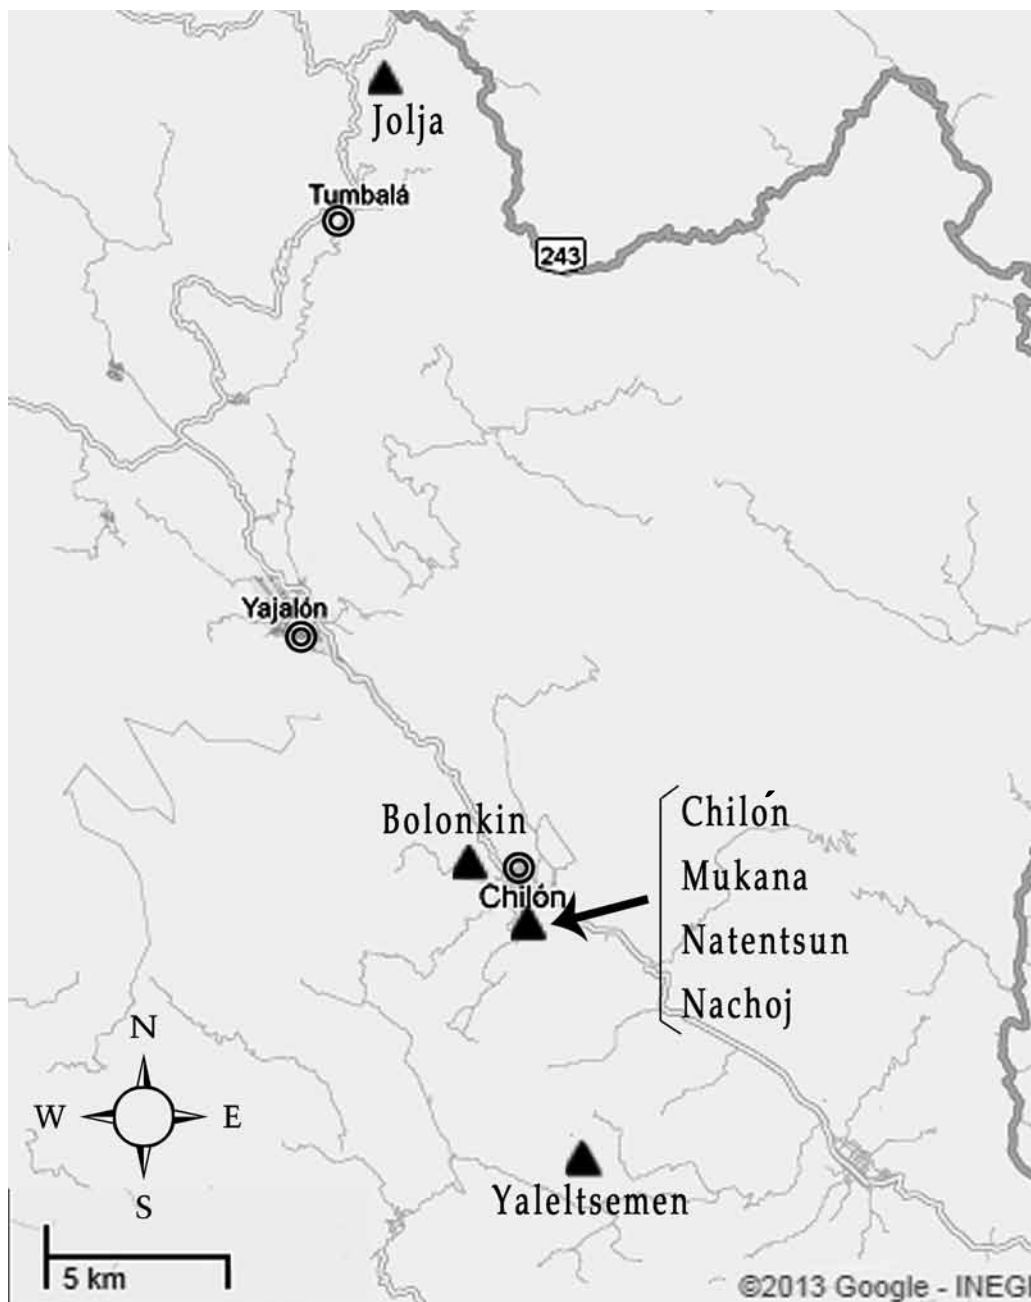 Jolja
Tumbalá
243
Yajalón
Bolonkin
Chilón
Chilón
Mukana
Natentsun
Nachoj
N
W
E
S
Yaleltsemen
5 km
©2013 Google - INEGI